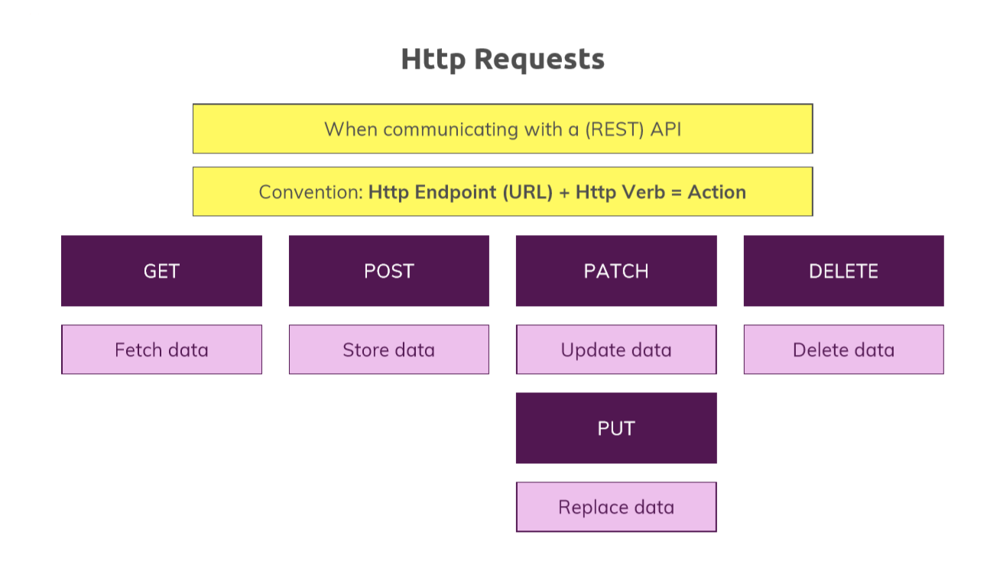 Http Requests
When communicating with a (REST) API
Convention: Http Endpoint (URL) + Http Verb = Action
GET
POST
PATCH
DELETE
Fetch data
Store data
Update data
Delete data
PUT
Replace data